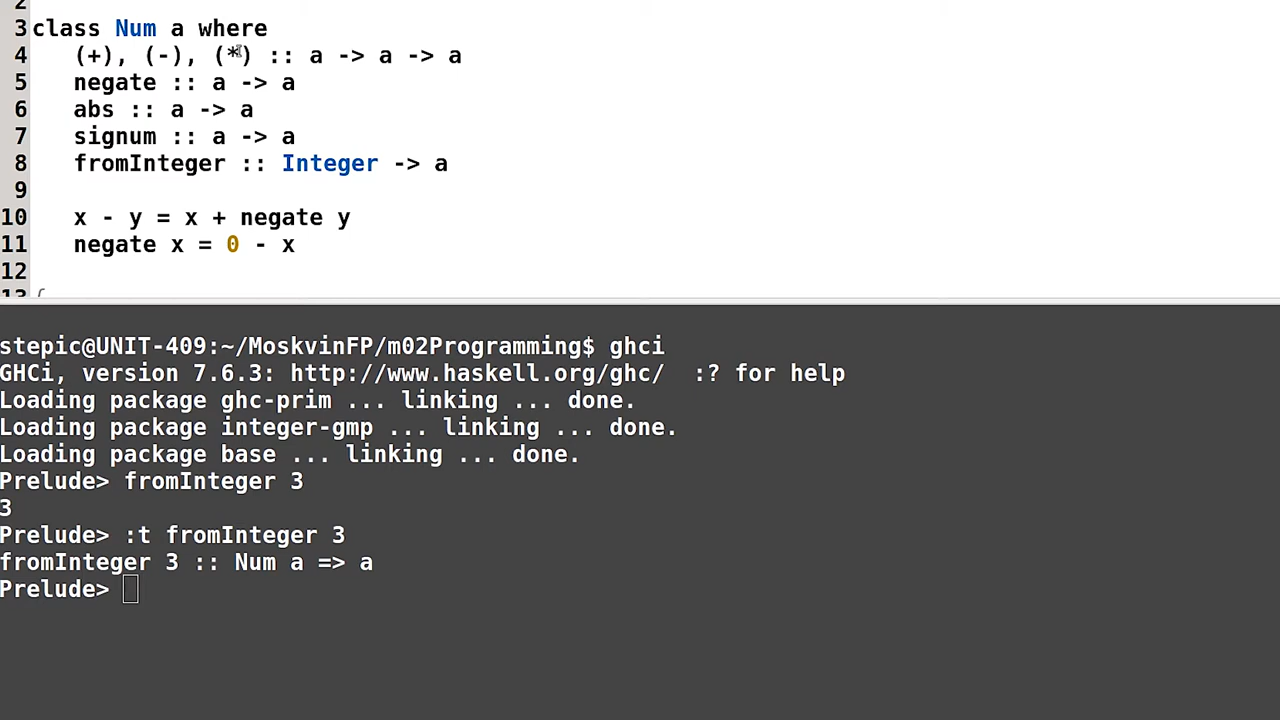 2
3 class Num a where
4    (+), (-), (*) :: a -> a -> a
5    negate :: a -> a
6    abs :: a -> a
7    signum :: a -> a
8    fromInteger :: Integer -> a
9
10    x - y = x + negate y
11    negate x = 0 - x
12
13 {
stepic@UNIT-409:~/MoskvinFP/m02Programming$ ghci
GHCi, version 7.6.3: http://www.haskell.org/ghc/  :? for help
Loading package ghc-prim ... linking ... done.
Loading package integer-gmp ... linking ... done.
Loading package base ... linking ... done.
Prelude> fromInteger 3
3
Prelude> :t fromInteger 3
fromInteger 3 :: Num a => a
Prelude>